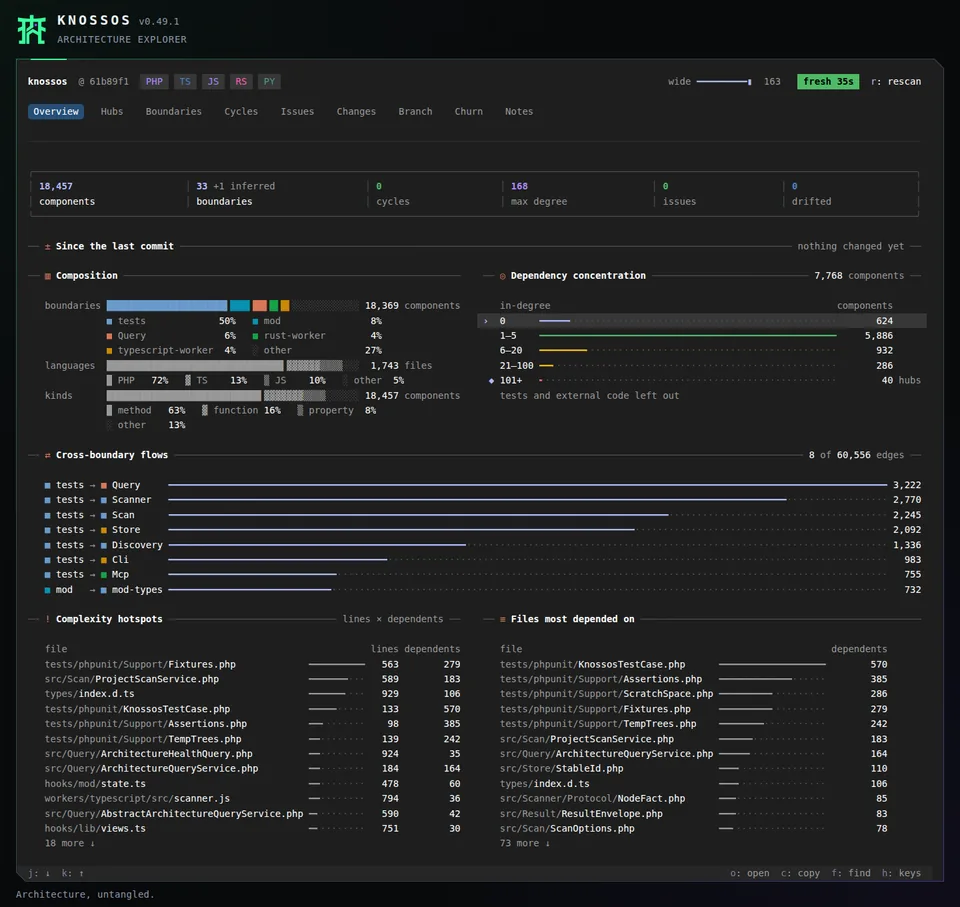 KNOSSOS v0.49.1
ARCHITECTURE EXPLORER
knossos @ 61b89f1 PHP TS JS RS PY wide 163 fresh 35s r: rescan
Overview Hubs Boundaries Cycles Issues Changes Branch Churn Notes
18,457 33 +1 inferred 0 168 0 0
components boundaries cycles max degree issues drifted
± Since the last commit nothing changed yet
Composition
boundaries 18,369 components
tests 50% mod 8%
Query 6% rust-worker 4%
typescript-worker 4% other 27%
languages 1,743 files
PHP 72% TS 13% JS 10% other 5%
kinds 18,457 components
method 63% function 16% property 8%
other 13%
Dependency concentration 7,768 components
in-degree components
› 0 624
1–5 5,886
6–20 932
21–100 286
◆ 101+ 40 hubs
tests and external code left out
⇄ Cross-boundary flows 8 of 60,556 edges
tests → Query 3,222
tests → Scanner 2,770
tests → Scan 2,245
tests → Store 2,092
tests → Discovery 1,336
tests → Cli 983
tests → Mcp 755
mod → mod-types 732
! Complexity hotspots lines × dependents
file lines dependents
tests/phpunit/Support/Fixtures.php 563 279
src/Scan/ProjectScanService.php 589 183
types/index.d.ts 929 106
tests/phpunit/KnossosTestCase.php 133 570
tests/phpunit/Support/Assertions.php 98 385
tests/phpunit/Support/TempTrees.php 139 242
src/Query/ArchitectureHealthQuery.php 924 35
src/Query/ArchitectureQueryService.php 184 164
hooks/mod/state.ts 478 60
workers/typescript/src/scanner.js 794 36
src/Query/AbstractArchitectureQueryService.php 590 42
hooks/lib/views.ts 751 30
18 more ↓
≡ Files most depended on
file dependents
tests/phpunit/KnossosTestCase.php 570
tests/phpunit/Support/Assertions.php 385
tests/phpunit/Support/ScratchSpace.php 286
tests/phpunit/Support/Fixtures.php 279
tests/phpunit/Support/TempTrees.php 242
src/Scan/ProjectScanService.php 183
src/Query/ArchitectureQueryService.php 164
src/Store/StableId.php 110
types/index.d.ts 106
src/Scanner/Protocol/NodeFact.php 85
src/Result/ResultEnvelope.php 83
src/Scan/ScanOptions.php 78
73 more ↓
j: ↓ k: ↑ o: open c: copy f: find h: keys
Architecture, untangled.